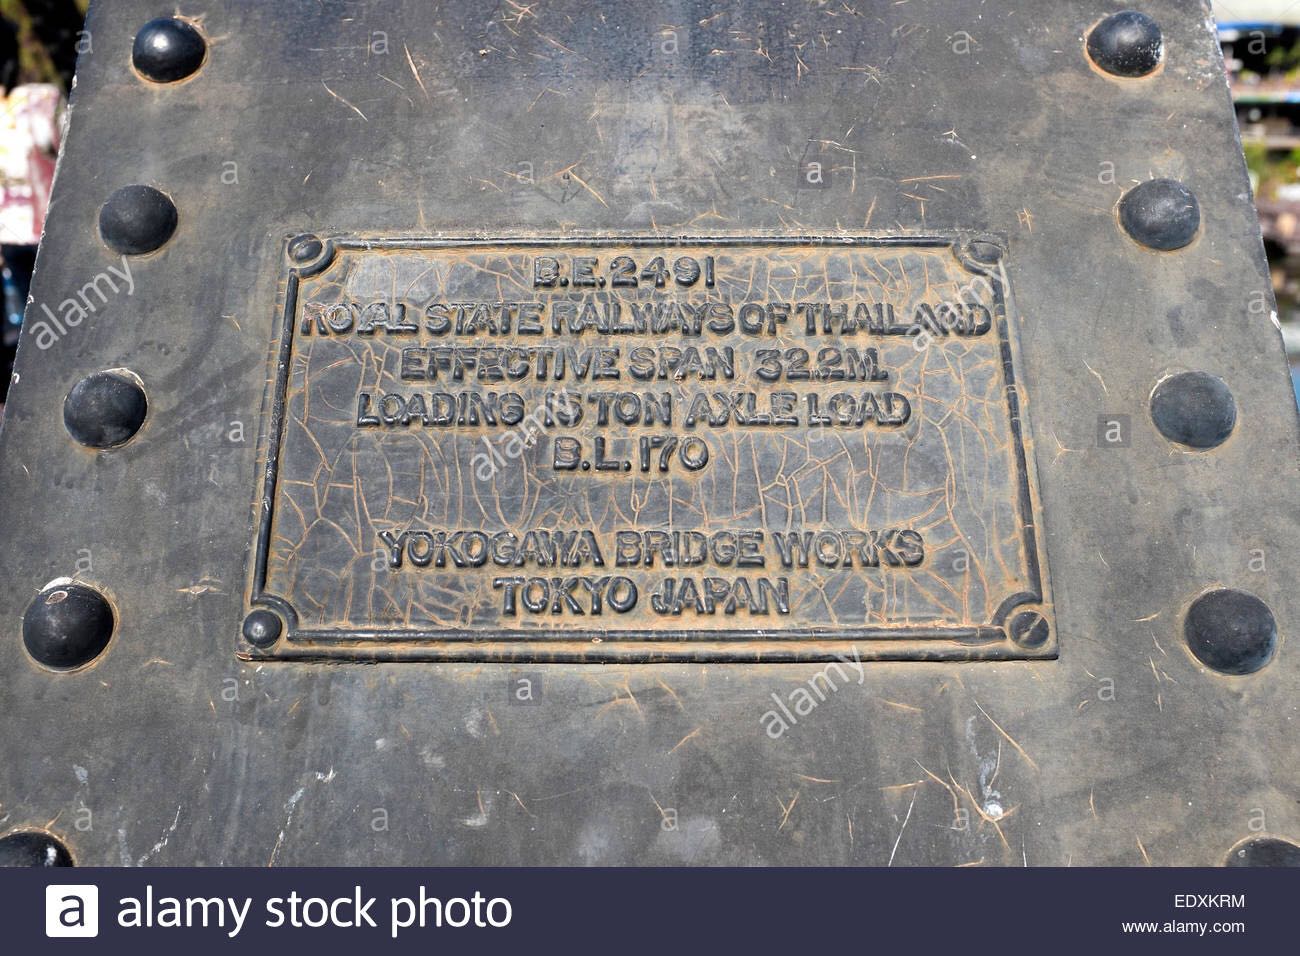 B.E.2491
ROYAL STATE RAILWAYS OF THAILAND
EFFECTIVE SPAN 32.2M.
LOADING 15 TON AXLE LOAD
B.L.170
YOKOGAWA BRIDGE WORKS
TOKYO JAPAN
alamy
alamy
alamy
alamy
a alamy stock photo
EDXKRM
www.alamy.com